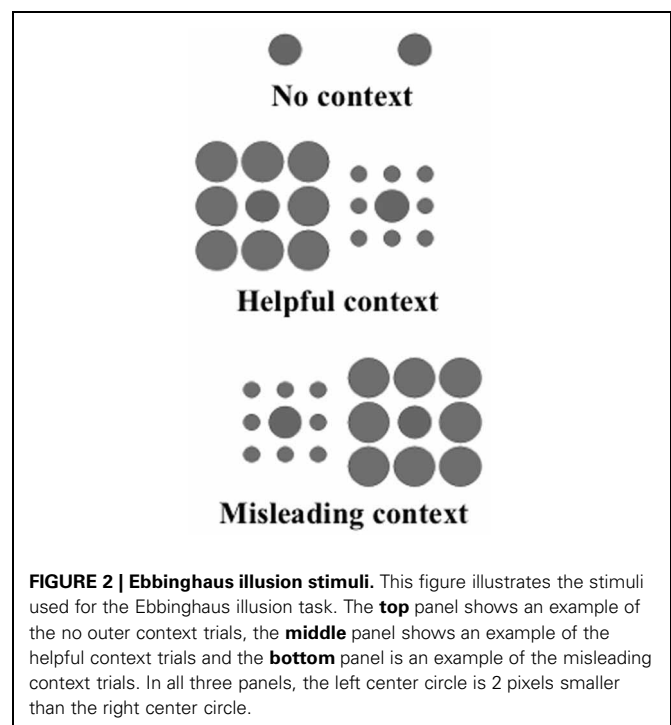 No context
Helpful context
Misleading context
FIGURE 2 | Ebbinghaus illusion stimuli. This figure illustrates the stimuli
used for the Ebbinghaus illusion task. The top panel shows an example of
the no outer context trials, the middle panel shows an example of the
helpful context trials and the bottom panel is an example of the misleading
context trials. In all three panels, the left center circle is 2 pixels smaller
than the right center circle.